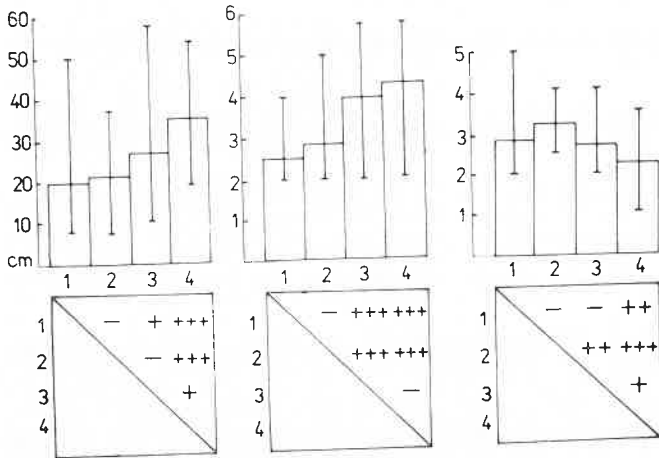 60
50
40
30
20
10
cm
1 2 3 4
1 — + +++
2 — +++
3 +
4
6
5
4
3
2
1
1 2 3 4
1 — +++ +++
2 +++ +++
3 —
4
5
4
3
2
1
1 2 3 4
1 — — ++
2 ++ +++
3 +
4